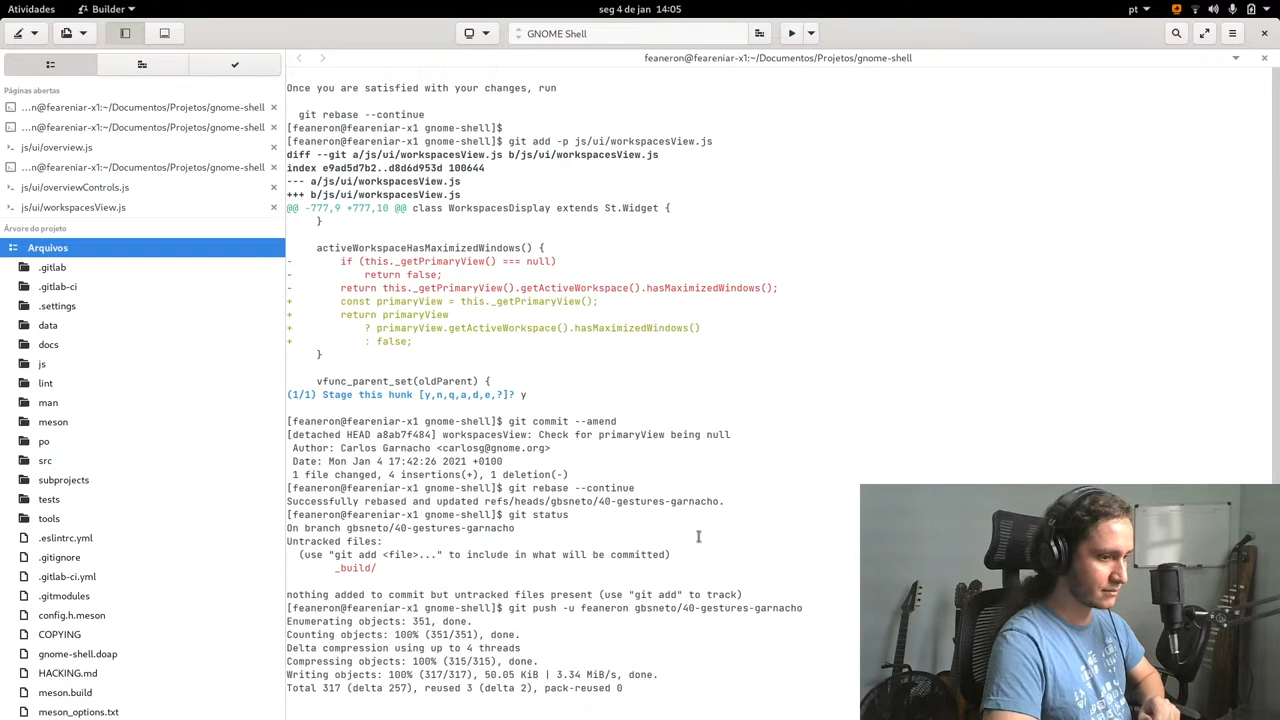 Atividades
Builder
seg 4 de jan 14:05
pt
GNOME Shell
feaneron@feareniar-x1:~/Documentos/Projetos/gnome-shell
Páginas abertas
…n@feareniar-x1:~/Documentos/Projetos/gnome-shell
…n@feareniar-x1:~/Documentos/Projetos/gnome-shell
js/ui/overview.js
…n@feareniar-x1:~/Documentos/Projetos/gnome-shell
js/ui/overviewControls.js
js/ui/workspacesView.js
Árvore do projeto
Arquivos
.gitlab
.gitlab-ci
.settings
data
docs
js
lint
man
meson
po
src
subprojects
tests
tools
.eslintrc.yml
.gitignore
.gitlab-ci.yml
.gitmodules
config.h.meson
COPYING
gnome-shell.doap
HACKING.md
meson.build
meson_options.txt
Once you are satisfied with your changes, run
git rebase --continue
[feaneron@feareniar-x1 gnome-shell]$
[feaneron@feareniar-x1 gnome-shell]$ git add -p js/ui/workspacesView.js
diff --git a/js/ui/workspacesView.js b/js/ui/workspacesView.js
index e9ad5d7b2..d8d6d953d 100644
--- a/js/ui/workspacesView.js
+++ b/js/ui/workspacesView.js
@@ -777,9 +777,10 @@ class WorkspacesDisplay extends St.Widget {
}
activeWorkspaceHasMaximizedWindows() {
- if (this._getPrimaryView() === null)
- return false;
- return this._getPrimaryView().getActiveWorkspace().hasMaximizedWindows();
+ const primaryView = this._getPrimaryView();
+ return primaryView
+ ? primaryView.getActiveWorkspace().hasMaximizedWindows()
+ : false;
}
vfunc_parent_set(oldParent) {
(1/1) Stage this hunk [y,n,q,a,d,e,?]? y
[feaneron@feareniar-x1 gnome-shell]$ git commit --amend
[detached HEAD a8ab7f484] workspacesView: Check for primaryView being null
Author: Carlos Garnacho <carlosg@gnome.org>
Date: Mon Jan 4 17:42:26 2021 +0100
1 file changed, 4 insertions(+), 1 deletion(-)
[feaneron@feareniar-x1 gnome-shell]$ git rebase --continue
Successfully rebased and updated refs/heads/gbsneto/40-gestures-garnacho.
[feaneron@feareniar-x1 gnome-shell]$ git status
On branch gbsneto/40-gestures-garnacho
Untracked files:
(use "git add <file>..." to include in what will be committed)
_build/
nothing added to commit but untracked files present (use "git add" to track)
[feaneron@feareniar-x1 gnome-shell]$ git push -u feaneron gbsneto/40-gestures-garnacho
Enumerating objects: 351, done.
Counting objects: 100% (351/351), done.
Delta compression using up to 4 threads
Compressing objects: 100% (315/315), done.
Writing objects: 100% (317/317), 50.05 KiB | 3.34 MiB/s, done.
Total 317 (delta 257), reused 3 (delta 2), pack-reused 0